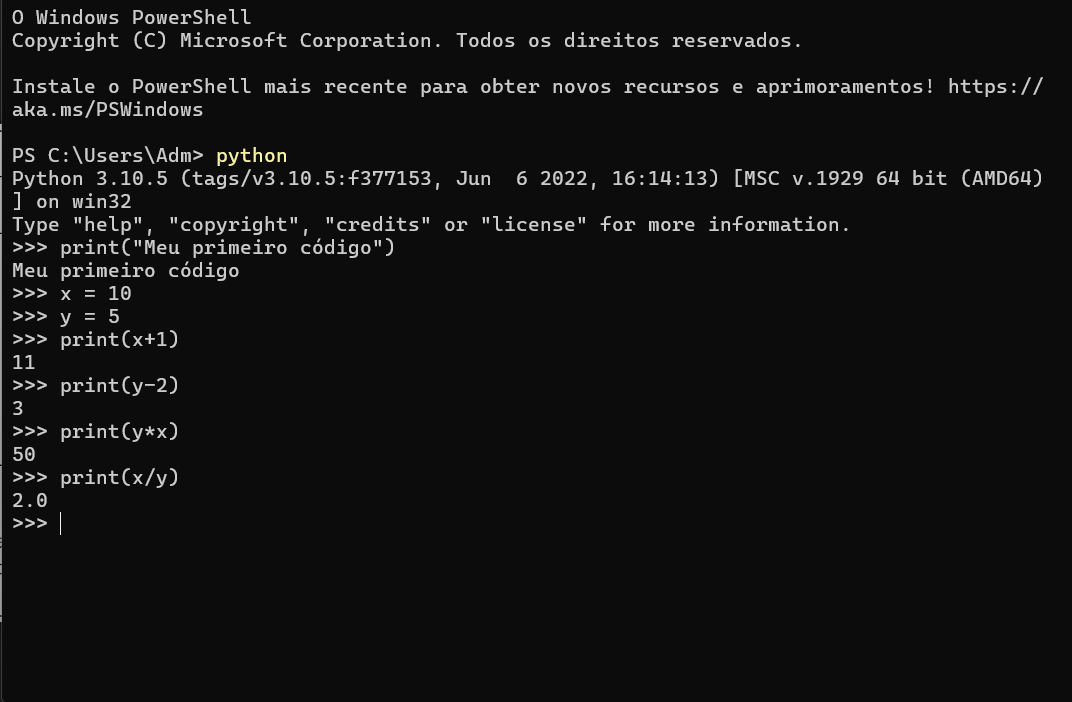 O Windows PowerShell
Copyright (C) Microsoft Corporation. Todos os direitos reservados.
Instale o PowerShell mais recente para obter novos recursos e aprimoramentos! https://
aka.ms/PSWindows
PS C:\Users\Adm> python
Python 3.10.5 (tags/v3.10.5:f377153, Jun  6 2022, 16:14:13) [MSC v.1929 64 bit (AMD64)
] on win32
Type "help", "copyright", "credits" or "license" for more information.
>>> print("Meu primeiro código")
Meu primeiro código
>>> x = 10
>>> y = 5
>>> print(x+1)
11
>>> print(y-2)
3
>>> print(y*x)
50
>>> print(x/y)
2.0
>>>